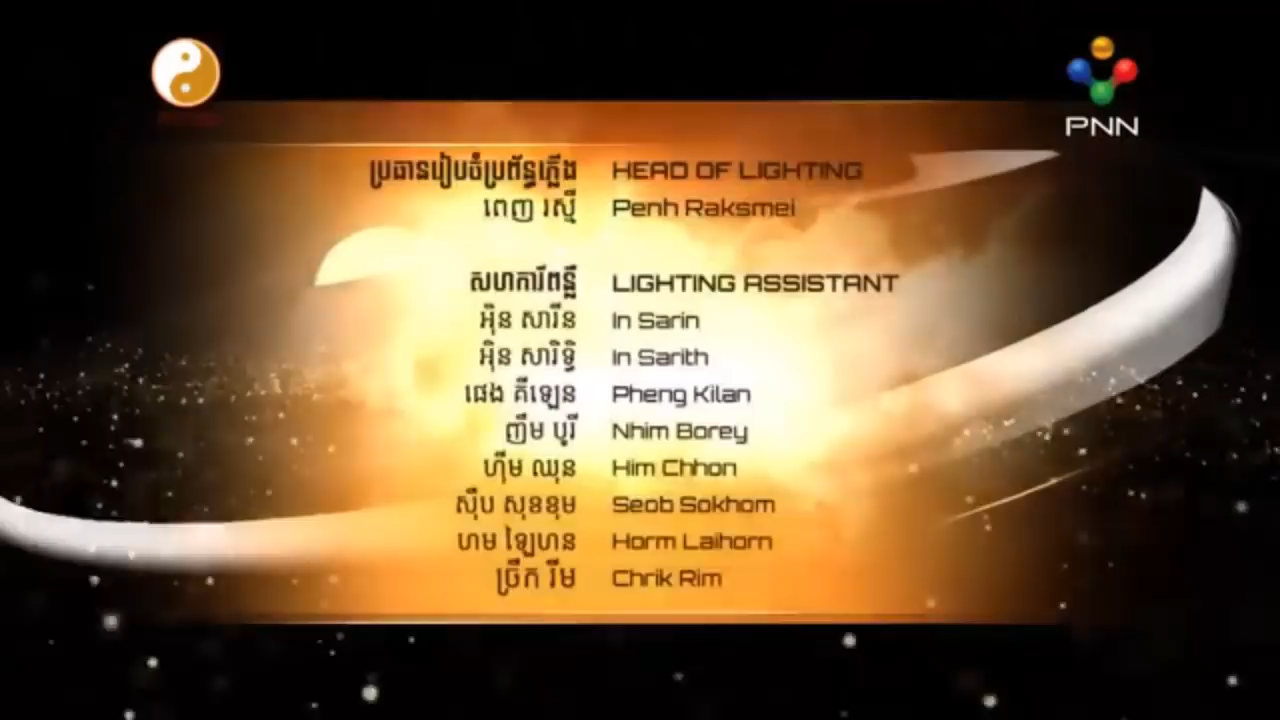 PNN
ប្រធានរៀបចំប្រព័ន្ធភ្លើង HEAD OF LIGHTING
ពេញ រស្មី Penh Raksmei
សហការីពន្លឺ LIGHTING ASSISTANT
អ៊ិន សារីន In Sarin
អ៊ិន សារិទ្ធិ In Sarith
ផេង គីឡេន Pheng Kilan
ញឹម បូរី Nhim Borey
ហ៊ីម ឈុន Him Chhon
ស៊ឹប សុខខុម Seob Sokhom
ហម ឡៃហន Horm Laihorn
ច្រឹក រីម Chrik Rim